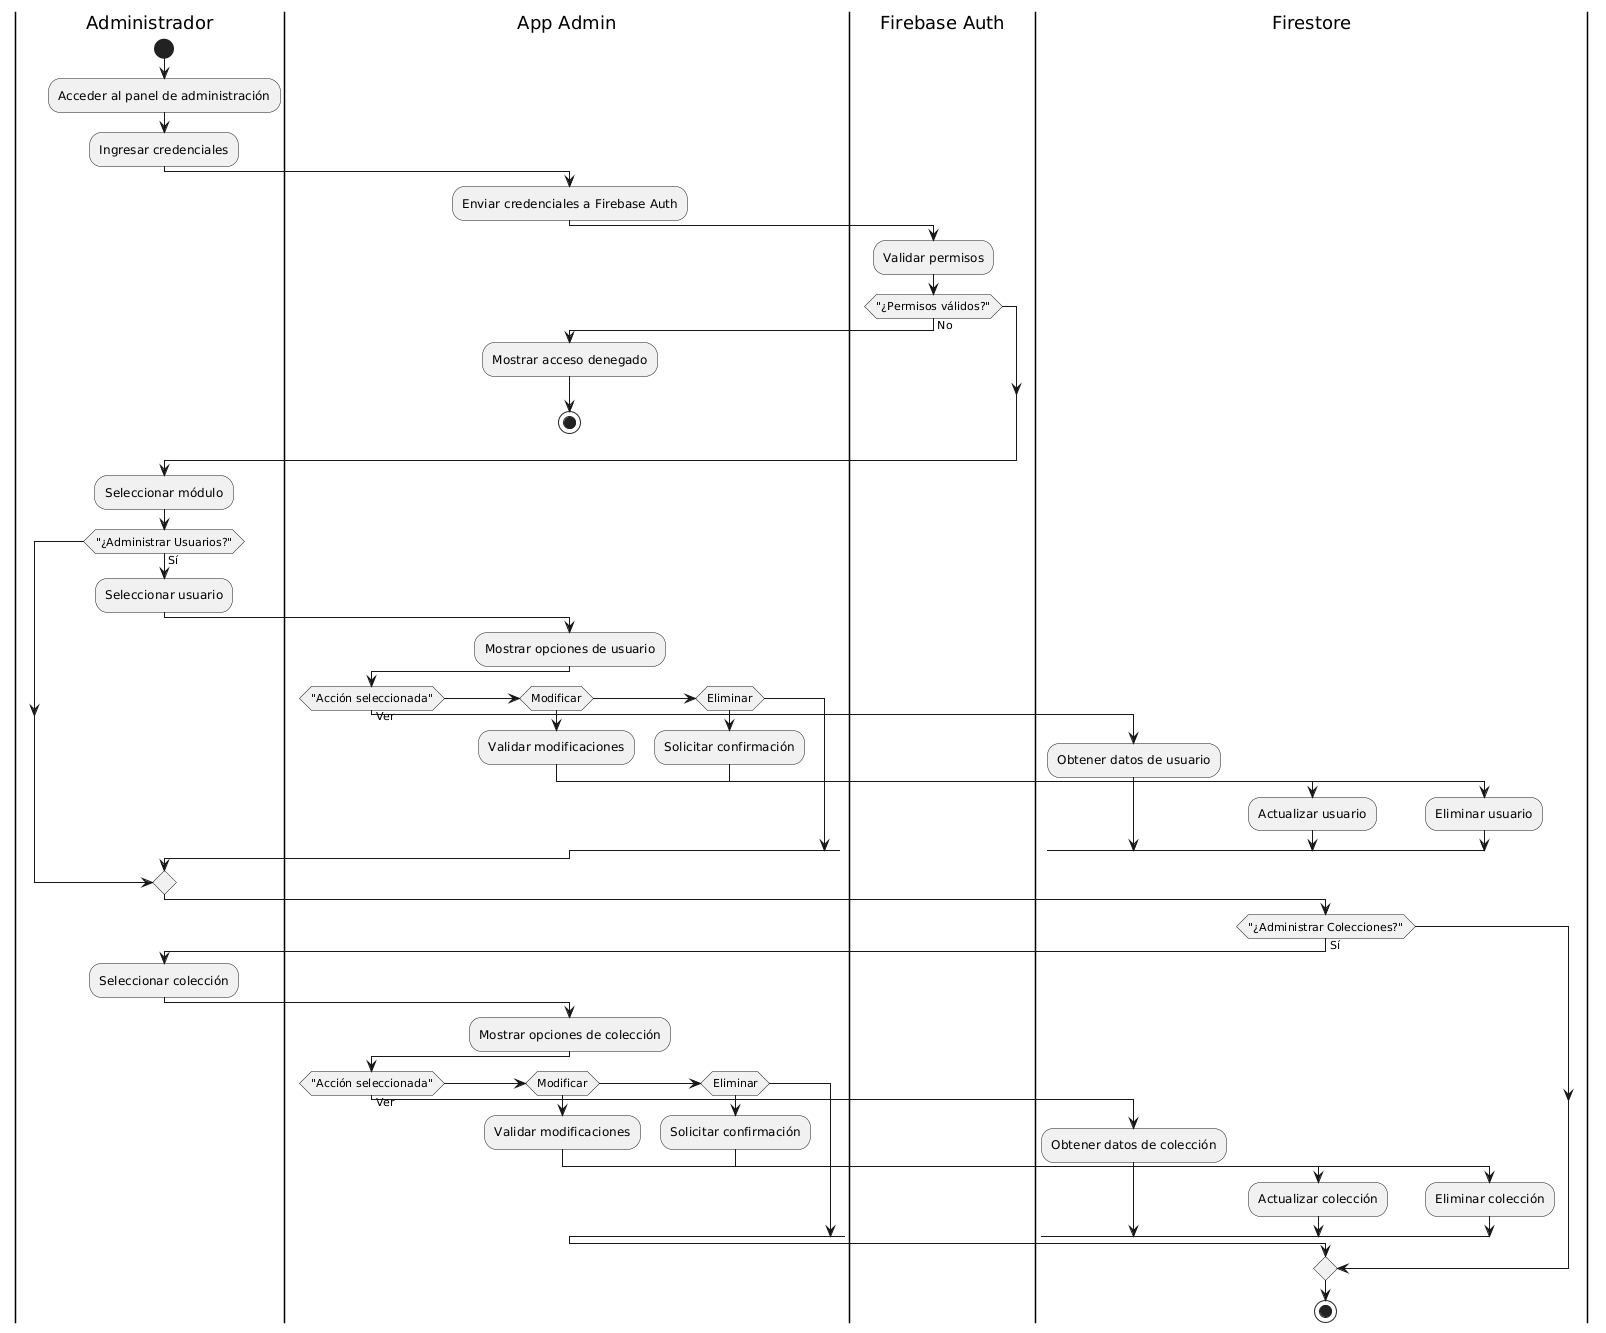 Administrador
App Admin
Firebase Auth
Firestore
Acceder al panel de administración
Ingresar credenciales
Enviar credenciales a Firebase Auth
Validar permisos
"¿Permisos válidos?"
No
Mostrar acceso denegado
Seleccionar módulo
"¿Administrar Usuarios?"
Sí
Seleccionar usuario
Mostrar opciones de usuario
"Acción seleccionada"
Modificar
Eliminar
Ver
Validar modificaciones
Solicitar confirmación
Obtener datos de usuario
Actualizar usuario
Eliminar usuario
"¿Administrar Colecciones?"
Sí
Seleccionar colección
Mostrar opciones de colección
"Acción seleccionada"
Modificar
Eliminar
Ver
Validar modificaciones
Solicitar confirmación
Obtener datos de colección
Actualizar colección
Eliminar colección